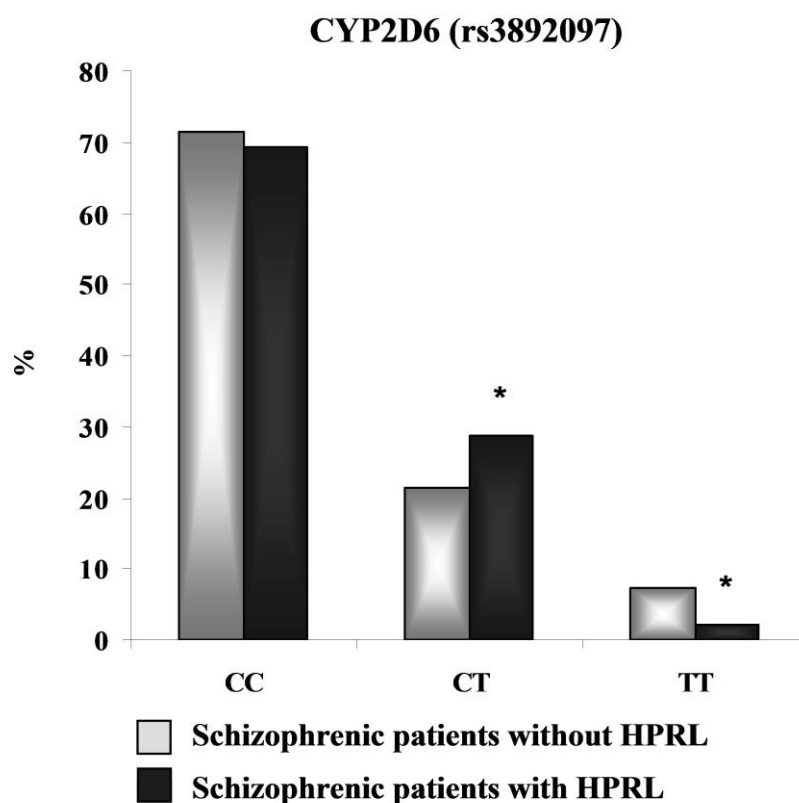 CYP2D6 (rs3892097)
80
70
60
50
40
30
20
10
0
%
*
*
CC
CT
TT
Schizophrenic patients without HPRL
Schizophrenic patients with HPRL